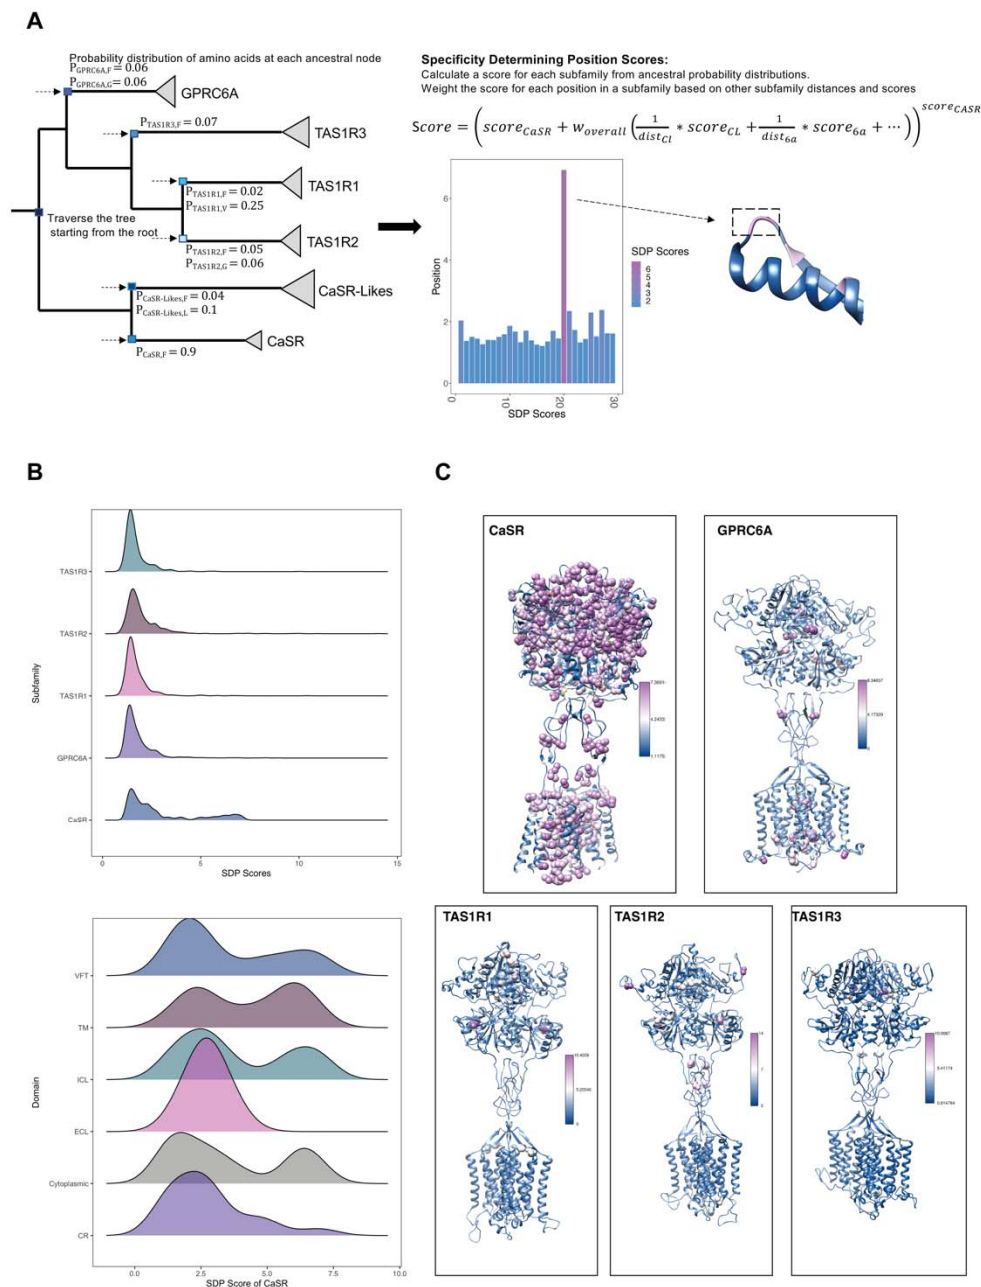 A
Probability distribution of amino acids at each ancestral node
P_GPRC6A,F = 0.06
P_GPRC6A,G = 0.06
GPRC6A
P_TAS1R3,F = 0.07
TAS1R3
TAS1R1
P_TAS1R1,F = 0.02
P_TAS1R1,V = 0.25
Traverse the tree
starting from the root
TAS1R2
P_TAS1R2,F = 0.05
P_TAS1R2,G = 0.06
CaSR-Likes
P_CaSR-Likes,F = 0.04
P_CaSR-Likes,L = 0.1
CaSR
P_CaSR,F = 0.9
Specificity Determining Position Scores:
Calculate a score for each subfamily from ancestral probability distributions.
Weight the score for each position in a subfamily based on other subfamily distances and scores
Score = (score_CaSR + w_overall (1/dist_Cl * score_CL + 1/dist_6a * score_6a + ⋯))^score_CASR
Position
6
4
2
0
0
10
20
30
SDP Scores
SDP Scores
6
5
4
3
2
B
Subfamily
TAS1R3
TAS1R2
TAS1R1
GPRC6A
CaSR
0
5
10
15
SDP Scores
Domain
VFT
TM
ICL
ECL
Cytoplasmic
CR
0.0
2.5
5.0
7.5
10.0
SDP Score of CaSR
C
CaSR
GPRC6A
TAS1R1
TAS1R2
14
7
0
TAS1R3